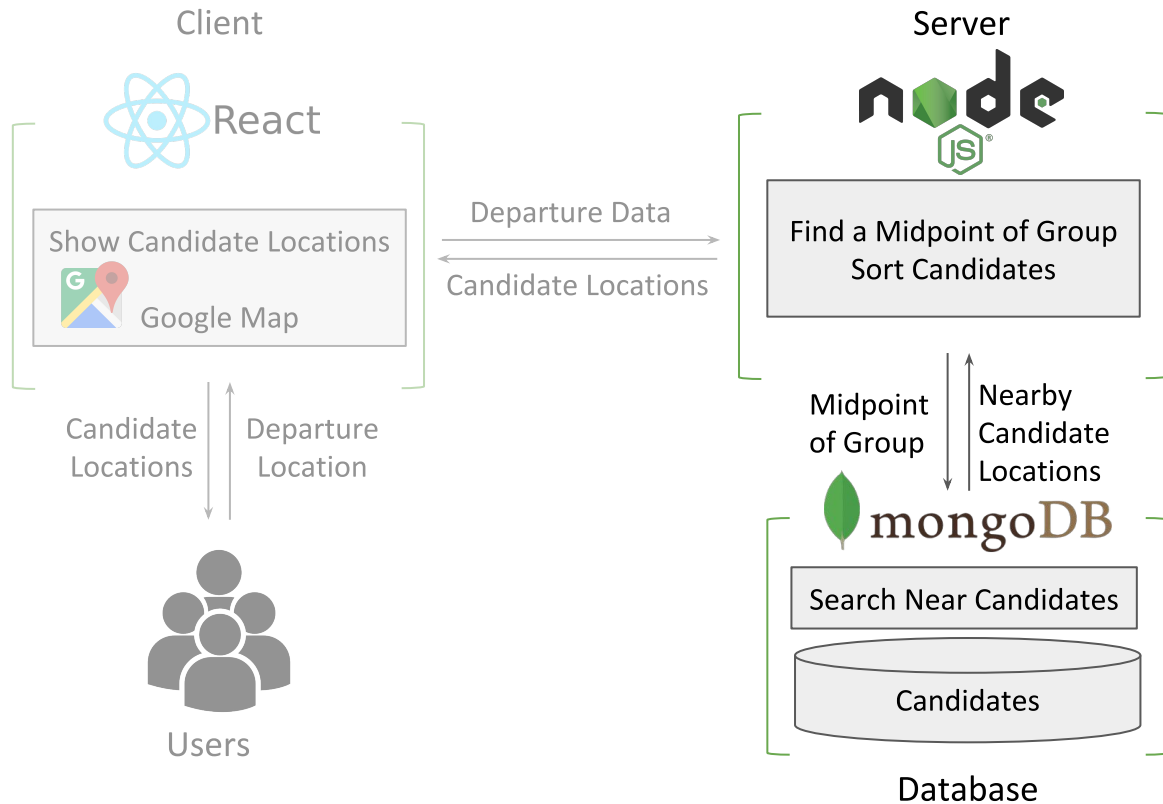 Client
React
Show Candidate Locations
G
Google Map
Candidate
Locations
Departure
Location
Users
Departure Data
Candidate Locations
Server
node
JS®
Find a Midpoint of Group
Sort Candidates
Midpoint
of Group
Nearby
Candidate
Locations
mongoDB
Search Near Candidates
Candidates
Database